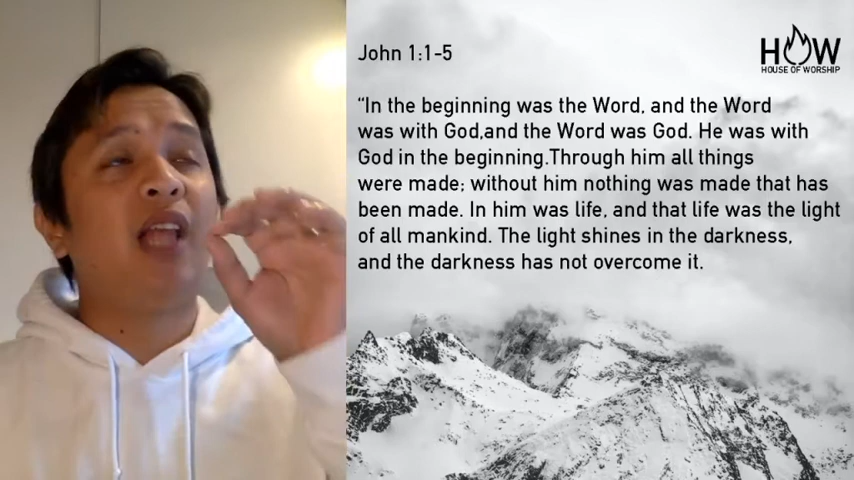 John 1:1-5
HOW
HOUSE OF WORSHIP
“In the beginning was the Word, and the Word
was with God,and the Word was God. He was with
God in the beginning.Through him all things
were made; without him nothing was made that has
been made. In him was life, and that life was the light
of all mankind. The light shines in the darkness,
and the darkness has not overcome it.